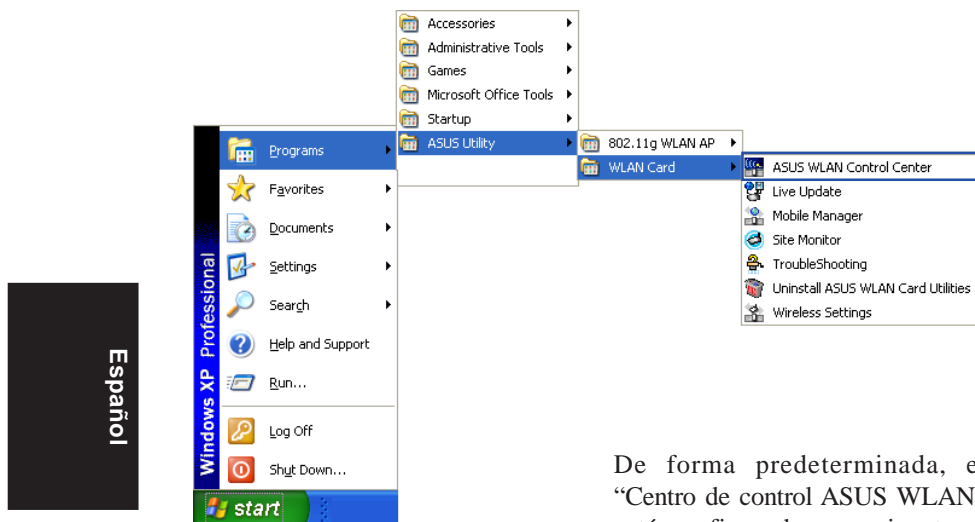 Accessories
Administrative Tools
Games
Microsoft Office Tools
Startup
ASUS Utility
802.11g WLAN AP
WLAN Card
ASUS WLAN Control Center
Live Update
Mobile Manager
Site Monitor
TroubleShooting
Uninstall ASUS WLAN Card Utilities
Wireless Settings
Windows XP Professional
Programs
Favorites
Documents
Settings
Search
Help and Support
Run...
Log Off
Shut Down...
start
Español
De forma predeterminada, e
“Centro de control ASUS WLAN